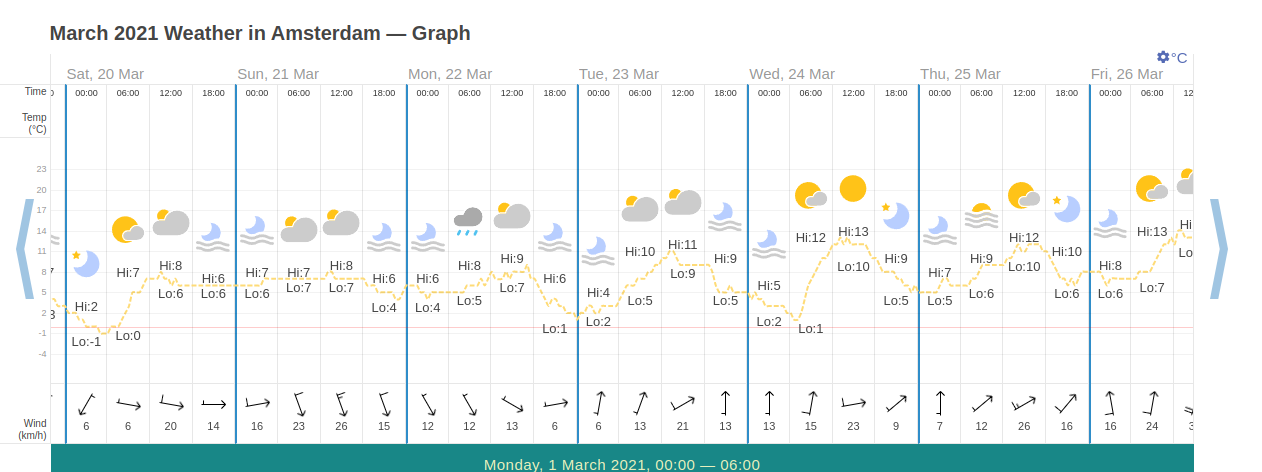 March 2021 Weather in Amsterdam — Graph
°C
Sat, 20 Mar Sun, 21 Mar Mon, 22 Mar Tue, 23 Mar Wed, 24 Mar Thu, 25 Mar Fri, 26 Mar
Time 00:00 06:00 12:00 18:00 00:00 06:00 12:00 18:00 00:00 06:00 12:00 18:00 00:00 06:00 12:00 18:00 00:00 06:00 12:00 18:00 00:00 06:00 12:00 18:00 00:00 06:00 12
Temp
(°C)
23
20
17
14
11
8
5
2
-1
-4
Hi:2 Hi:7 Hi:8 Hi:6 Hi:7 Hi:7 Hi:8 Hi:6 Hi:6 Hi:8 Hi:9 Hi:6 Hi:4 Hi:10 Hi:11 Hi:9 Hi:5 Hi:12 Hi:13 Hi:9 Hi:7 Hi:9 Hi:12 Hi:10 Hi:8 Hi:13 Hi
Lo:-1 Lo:0 Lo:6 Lo:6 Lo:6 Lo:7 Lo:7 Lo:4 Lo:4 Lo:5 Lo:7 Lo:1 Lo:2 Lo:5 Lo:9 Lo:5 Lo:2 Lo:1 Lo:10 Lo:5 Lo:5 Lo:6 Lo:10 Lo:6 Lo:6 Lo:7 Lo
Wind
(km/h)
6 6 20 14 16 23 26 15 12 12 13 6 6 13 21 13 13 15 23 9 7 12 26 16 16 24 3
Monday, 1 March 2021, 00:00 — 06:00